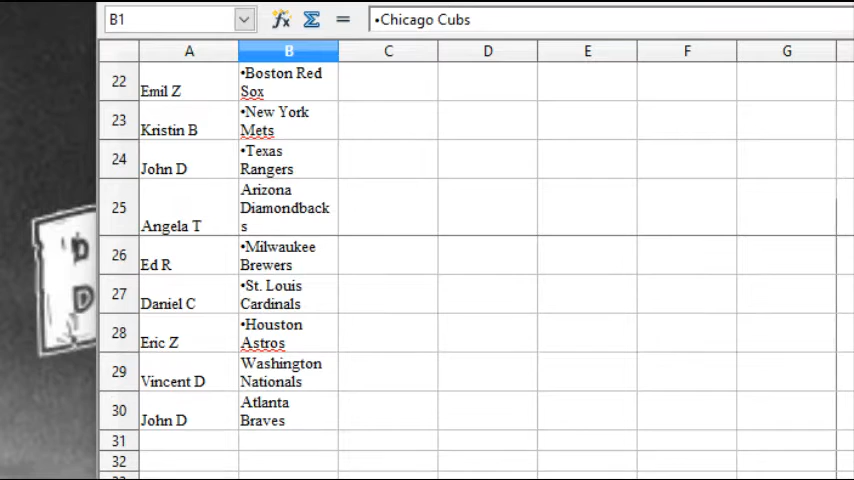 B1
•Chicago Cubs
A B C D E F G
22 Emil Z •Boston Red
Sox
23 Kristin B •New York
Mets
24 John D •Texas
Rangers
25 Angela T Arizona
Diamondback
s
26 Ed R •Milwaukee
Brewers
27 Daniel C •St. Louis
Cardinals
28 Eric Z •Houston
Astros
29 Vincent D Washington
Nationals
30 John D Atlanta
Braves
31
32